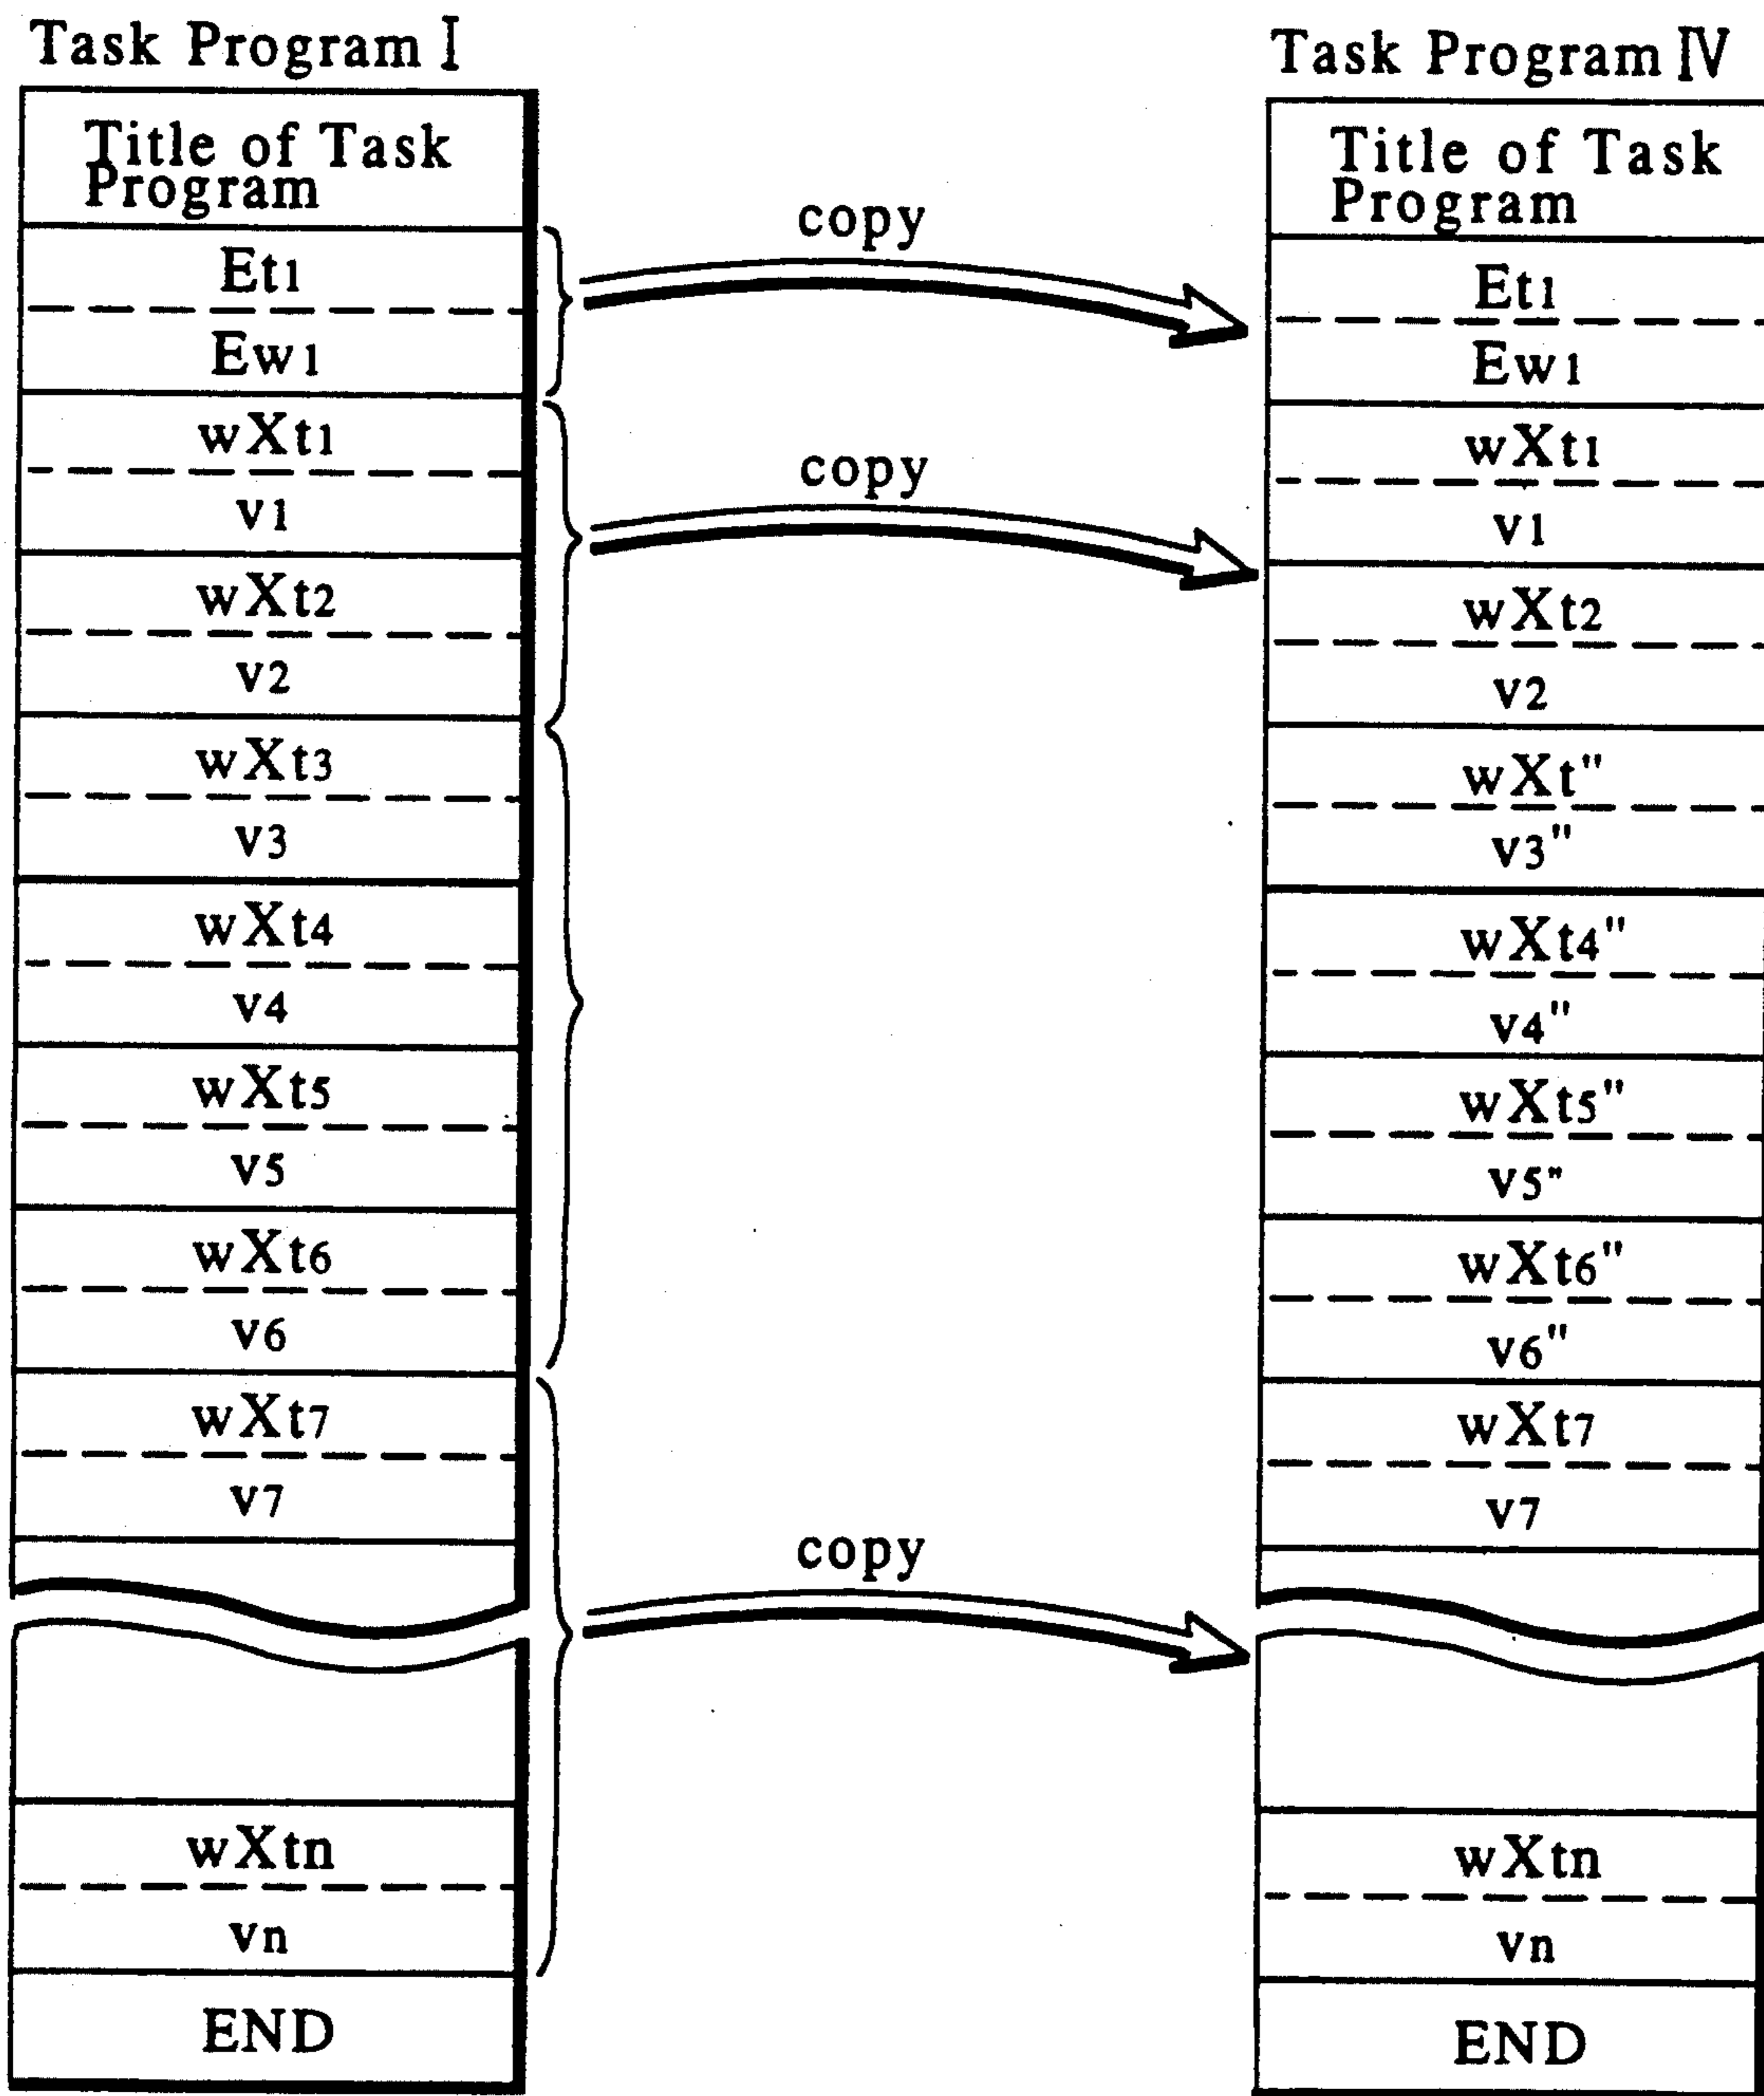 Task Program I
Title of Task
Program
Et1
Ew1
wXt1
v1
wXt2
v2
wXt3
v3
wXt4
v4
wXt5
v5
wXt6
v6
wXt7
v7
wXtn
vn
END
copy
copy
copy
Task Program IV
Title of Task
Program
Et1
Ew1
wXt1
v1
wXt2
v2
wXt"
v3"
wXt4"
v4"
wXt5"
v5"
wXt6"
v6"
wXt7
v7
wXtn
vn
END